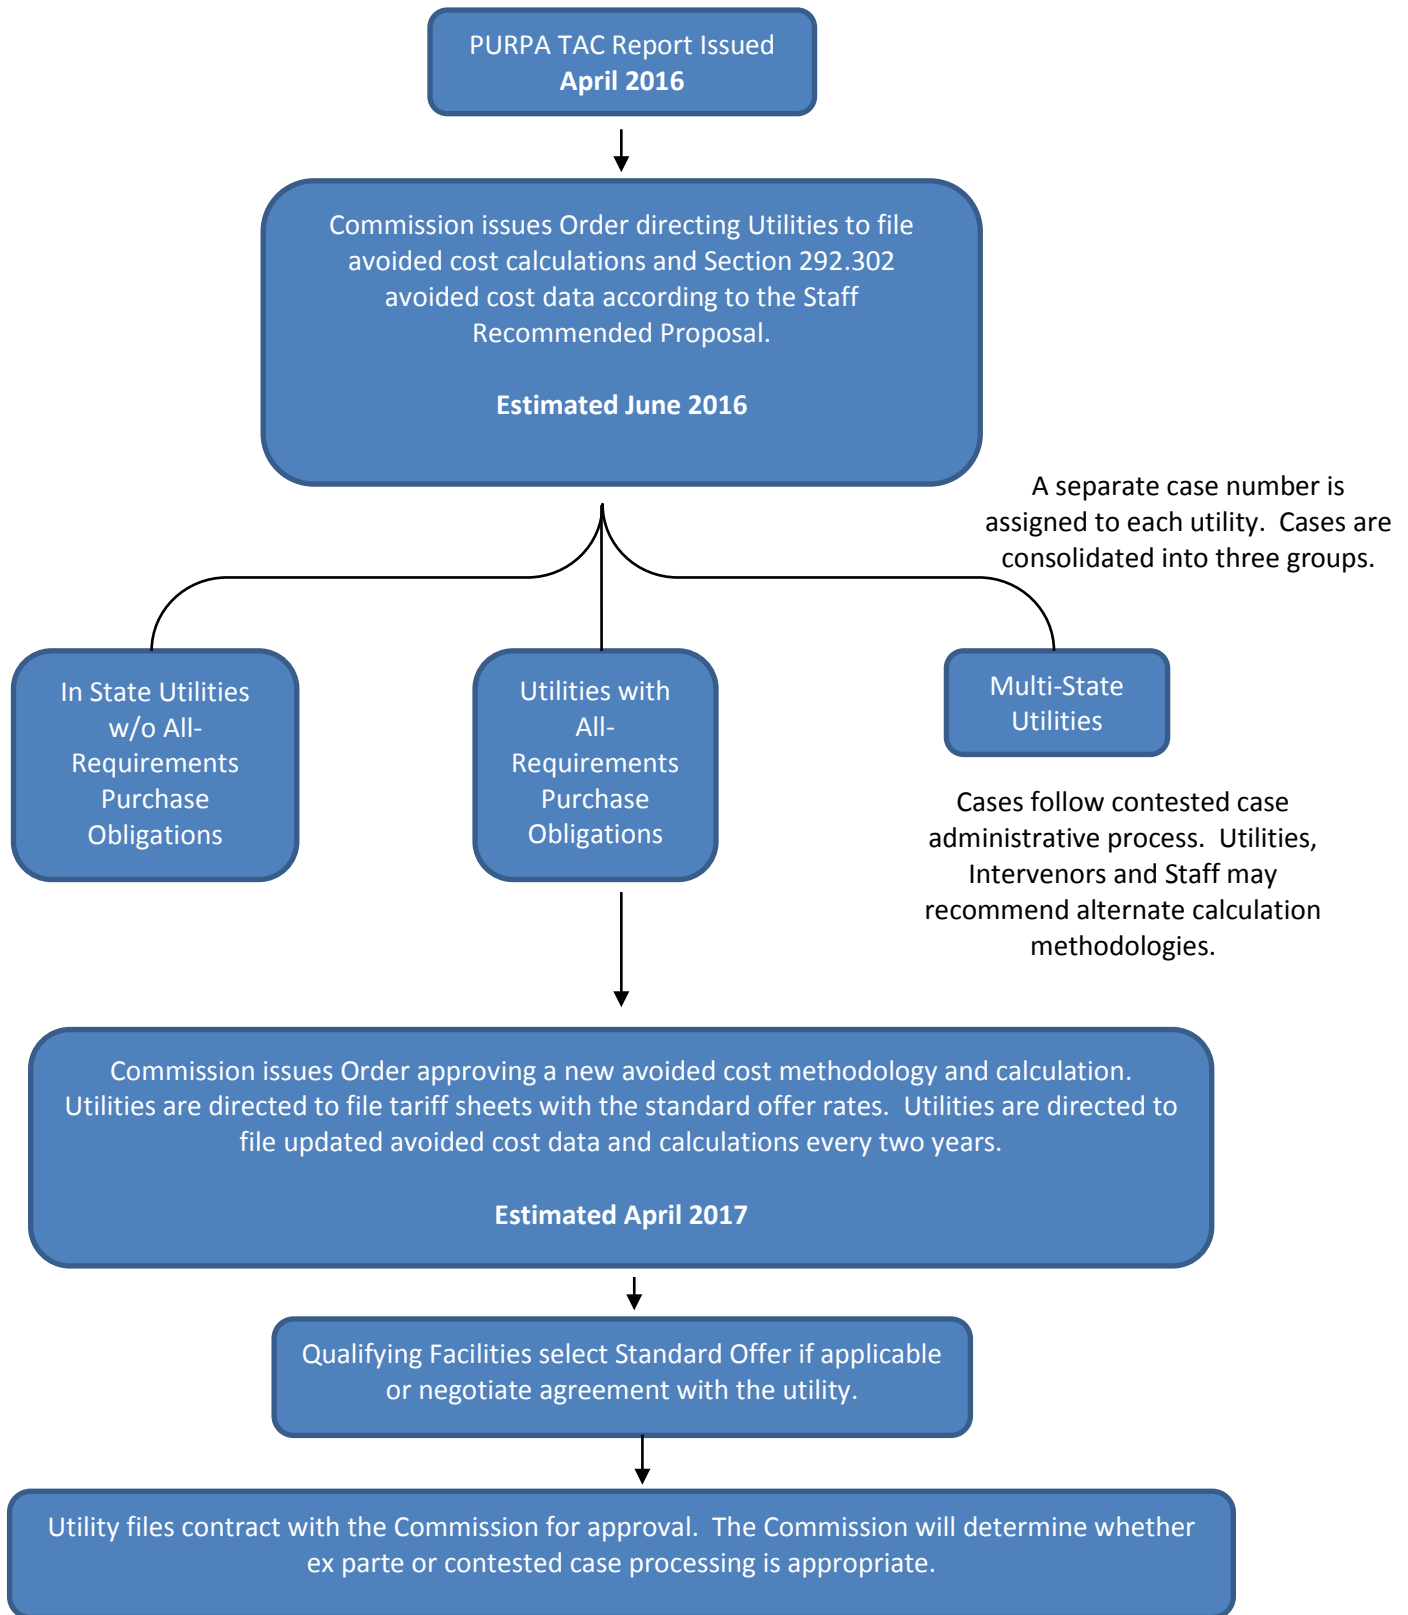 PURPA TAC Report Issued
April 2016
Commission issues Order directing Utilities to file
avoided cost calculations and Section 292.302
avoided cost data according to the Staff
Recommended Proposal.
Estimated June 2016
A separate case number is
assigned to each utility.  Cases are
consolidated into three groups.
In State Utilities
w/o All-
Requirements
Purchase
Obligations
Utilities with
All-
Requirements
Purchase
Obligations
Multi-State
Utilities
Cases follow contested case
administrative process.  Utilities,
Intervenors and Staff may
recommend alternate calculation
methodologies.
Commission issues Order approving a new avoided cost methodology and calculation.
Utilities are directed to file tariff sheets with the standard offer rates.  Utilities are directed to
file updated avoided cost data and calculations every two years.
Estimated April 2017
Qualifying Facilities select Standard Offer if applicable
or negotiate agreement with the utility.
Utility files contract with the Commission for approval.  The Commission will determine whether
ex parte or contested case processing is appropriate.